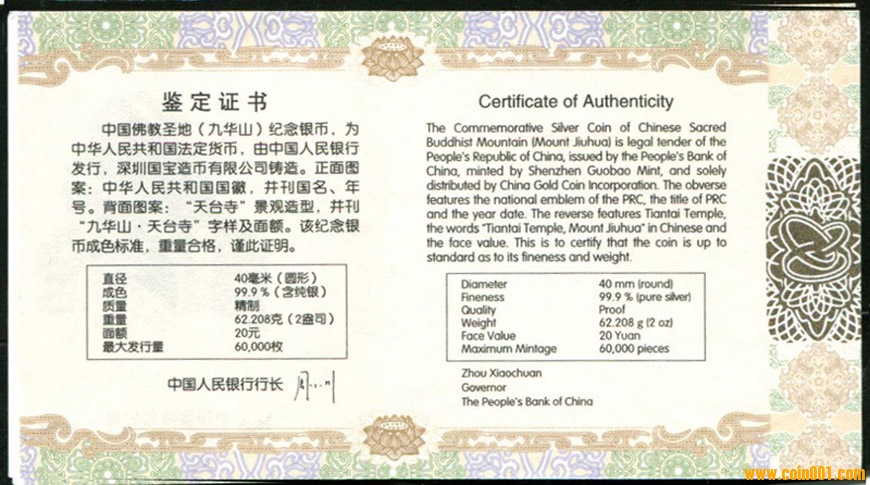 鉴定证书
中国佛教圣地（九华山）纪念银币，为
中华人民共和国法定货币，由中国人民银行
发行，深圳国宝造币有限公司铸造。正面图
案：中华人民共和国国徽，并刊国名、年
号。背面图案：“天台寺”景观造型，并刊
“九华山·天台寺”字样及面额。该纪念银
币成色标准，重量合格，谨此证明。
直径 40毫米（圆形）
成色 99.9％（含纯银）
质量 精制
重量 62.208克（2盎司）
面额 20元
最大发行量 60,000枚
中国人民银行行长
Certificate of Authenticity
The Commemorative Silver Coin of Chinese Sacred
Buddhist Mountain (Mount Jiuhua) is legal tender of the
People's Republic of China, issued by the People's Bank of
China, minted by Shenzhen Guobao Mint, and solely
distributed by China Gold Coin Incorporation. The obverse
features the national emblem of the PRC, the title of PRC
and the year date. The reverse features Tiantai Temple,
the words "Tiantai Temple, Mount Jiuhua" in Chinese and
the face value. This is to certify that the coin is up to
standard as to its fineness and weight.
Diameter 40 mm (round)
Fineness 99.9 % (pure silver)
Quality Proof
Weight 62.208 g (2 oz)
Face Value 20 Yuan
Maximum Mintage 60,000 pieces
Zhou Xiaochuan
Governor
The People's Bank of China
www.coin001.com